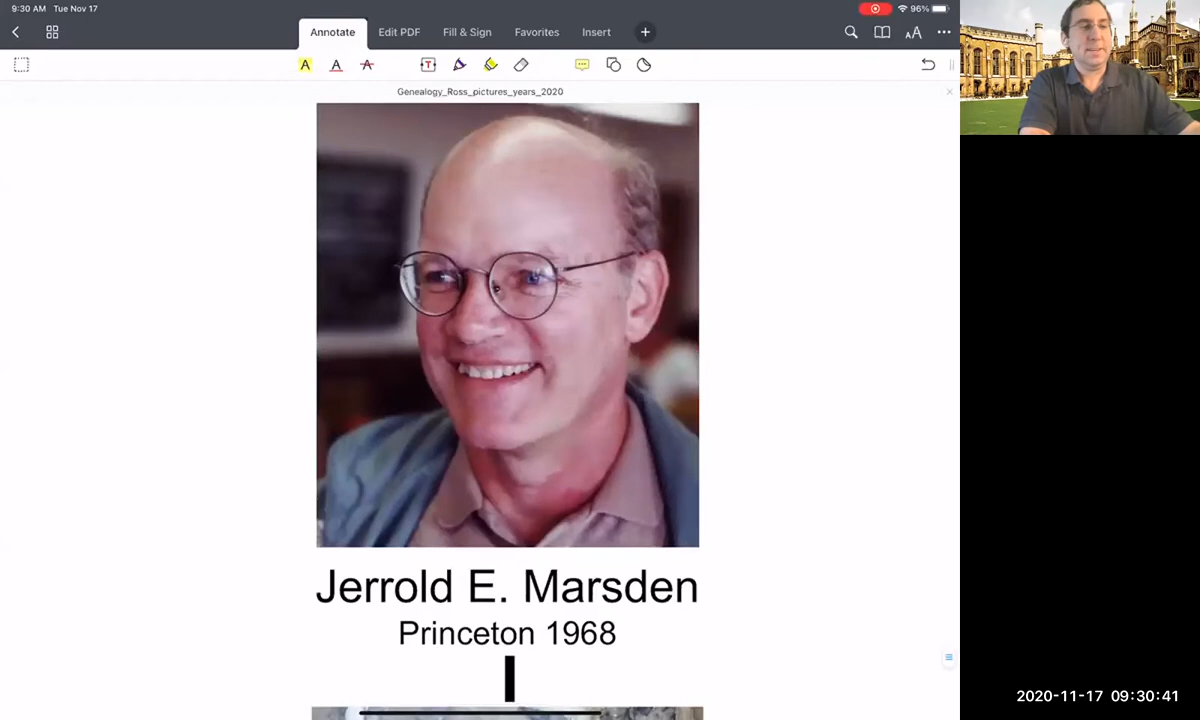 9:30 AM Tue Nov 17
96%
Annotate Edit PDF Fill & Sign Favorites Insert +
AA
A A A T
Genealogy_Ross_pictures_years_2020
Jerrold E. Marsden
Princeton 1968
2020-11-17 09:30:41